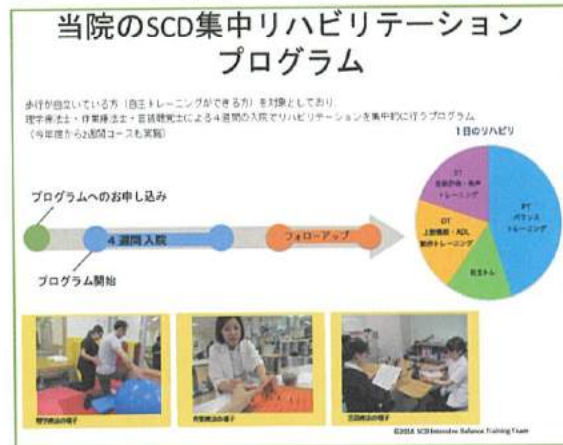 当院のSCD集中リハビリテーション
プログラム
歩行が自立いている方（自主トレーニングができる方）を対象としており、
理学療法士・作業療法士・言語聴覚士による4週間の入院でリハビリテーションを集中的に行うプログラム
（今年度から2週間コースも実施）
1日のリハビリ
ST
トレーニング
PT
バランス
トレーニング
OT
上肢機能・ADL
動作トレーニング
自主トレ
プログラムへのお申し込み
4週間入院
フォローアップ
プログラム開始
理学療法の様子
作業療法の様子
言語療法の様子
©2016 SCD Intensive Balance Training Team